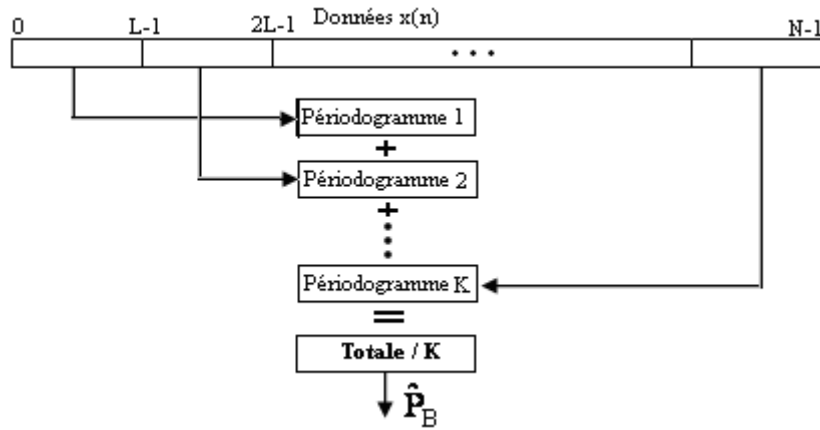 Données x(n)
0 L-1 2L-1 N-1
• • •
Périodogramme 1
+
Périodogramme 2
+
Périodogramme K
=
Totale / K
P̂B